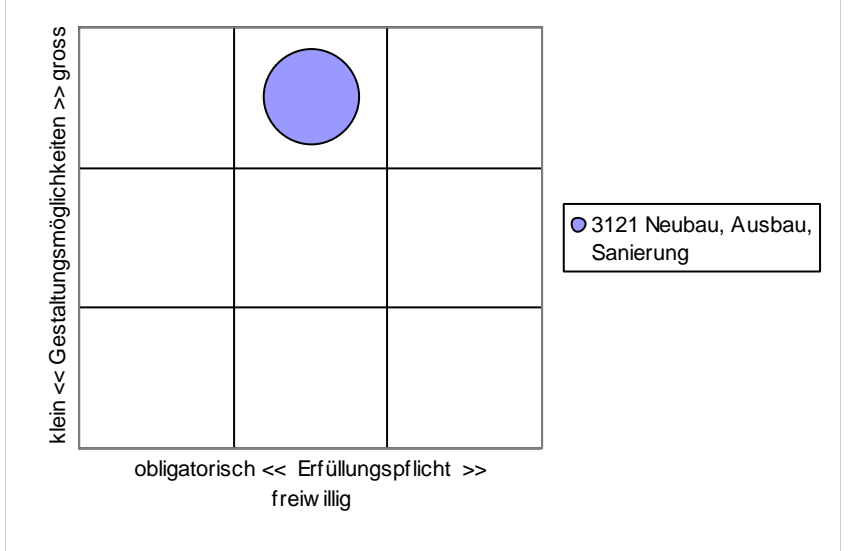 klein << Gestaltungsmöglichkeiten >> gross
3121 Neubau, Ausbau,
Sanierung
obligatorisch << Erfüllungspflicht >>
freiwillig